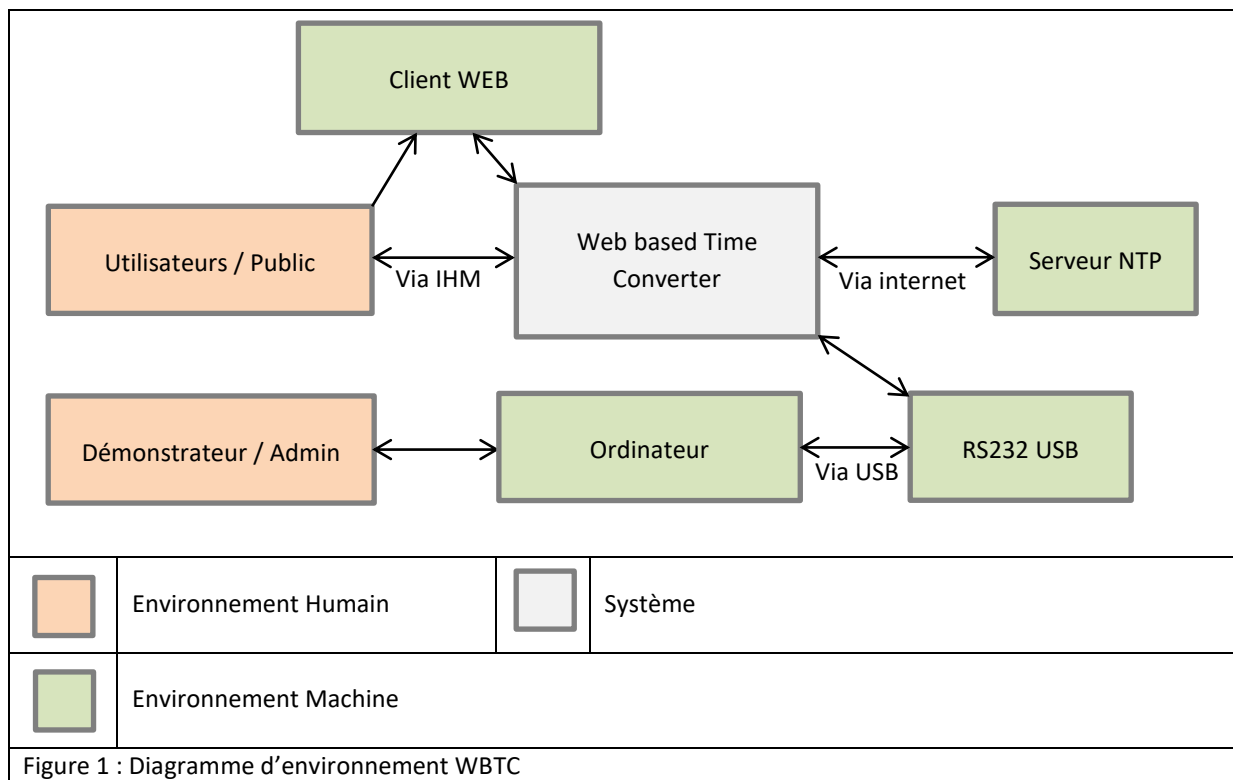 Client WEB
Utilisateurs / Public
Via IHM
Web based Time
Converter
Via internet
Serveur NTP
Démonstrateur / Admin
Ordinateur
Via USB
RS232 USB
Environnement Humain
Système
Environnement Machine
Figure 1 : Diagramme d’environnement WBTC